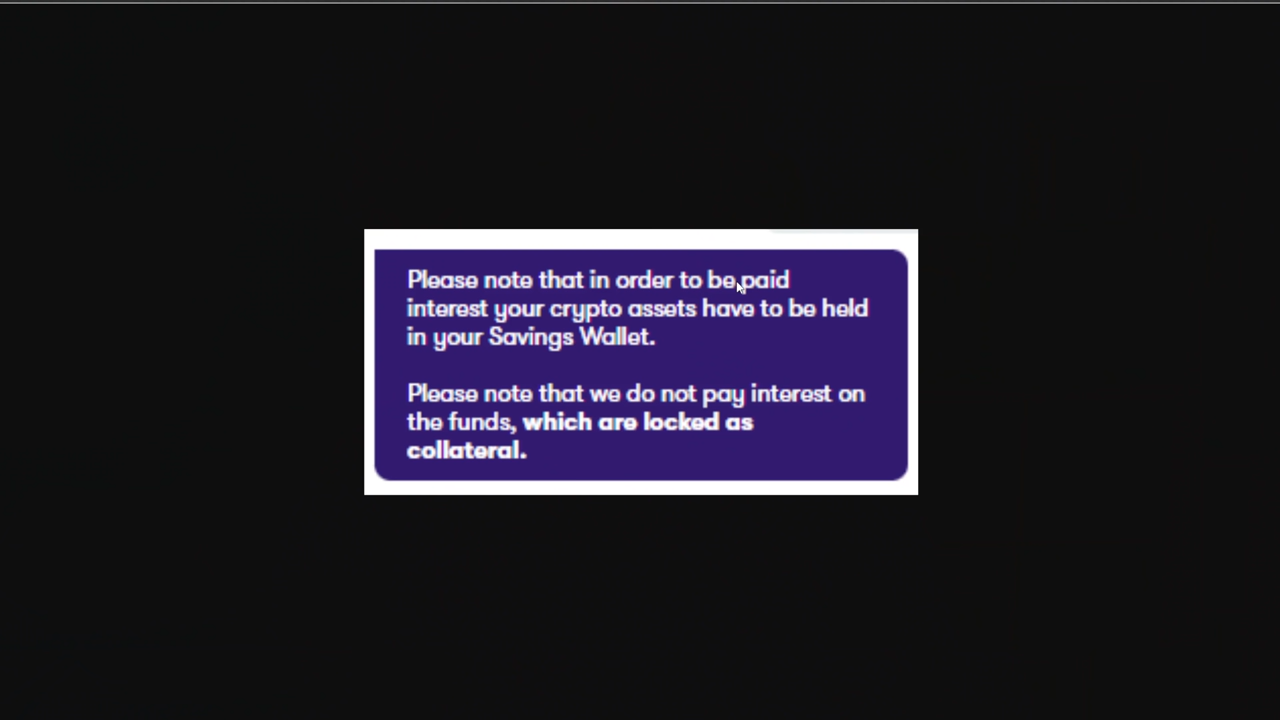 Please note that in order to be paid
interest your crypto assets have to be held
in your Savings Wallet.
Please note that we do not pay interest on
the funds, which are locked as
collateral.